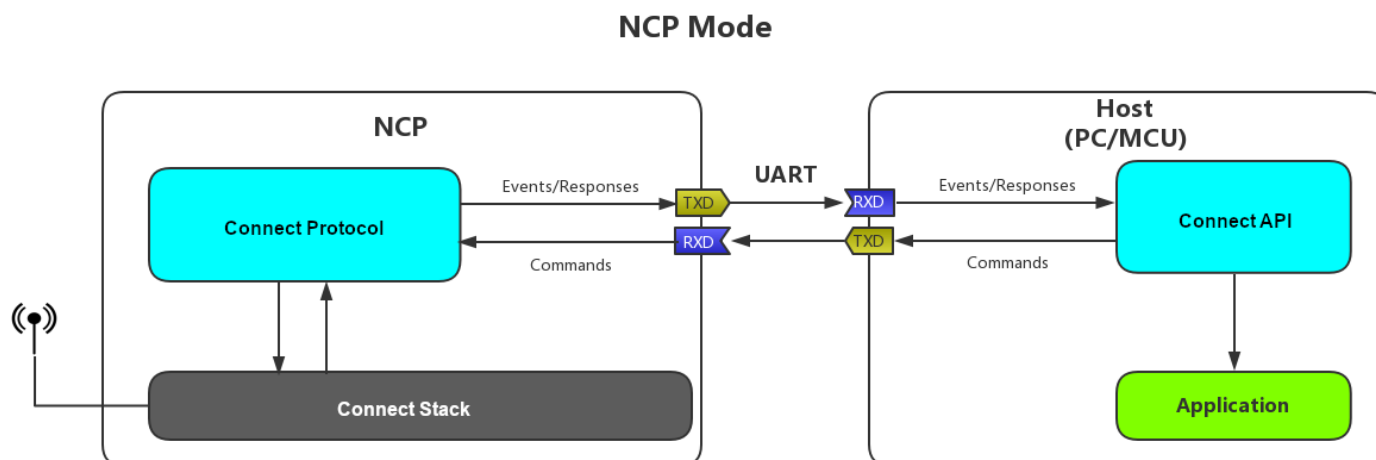 NCP Mode
NCP
Host
(PC/MCU)
UART
Events/Responses
Events/Responses
TXD
RXD
Connect Protocol
Connect API
RXD
TXD
Commands
Commands
Connect Stack
Application